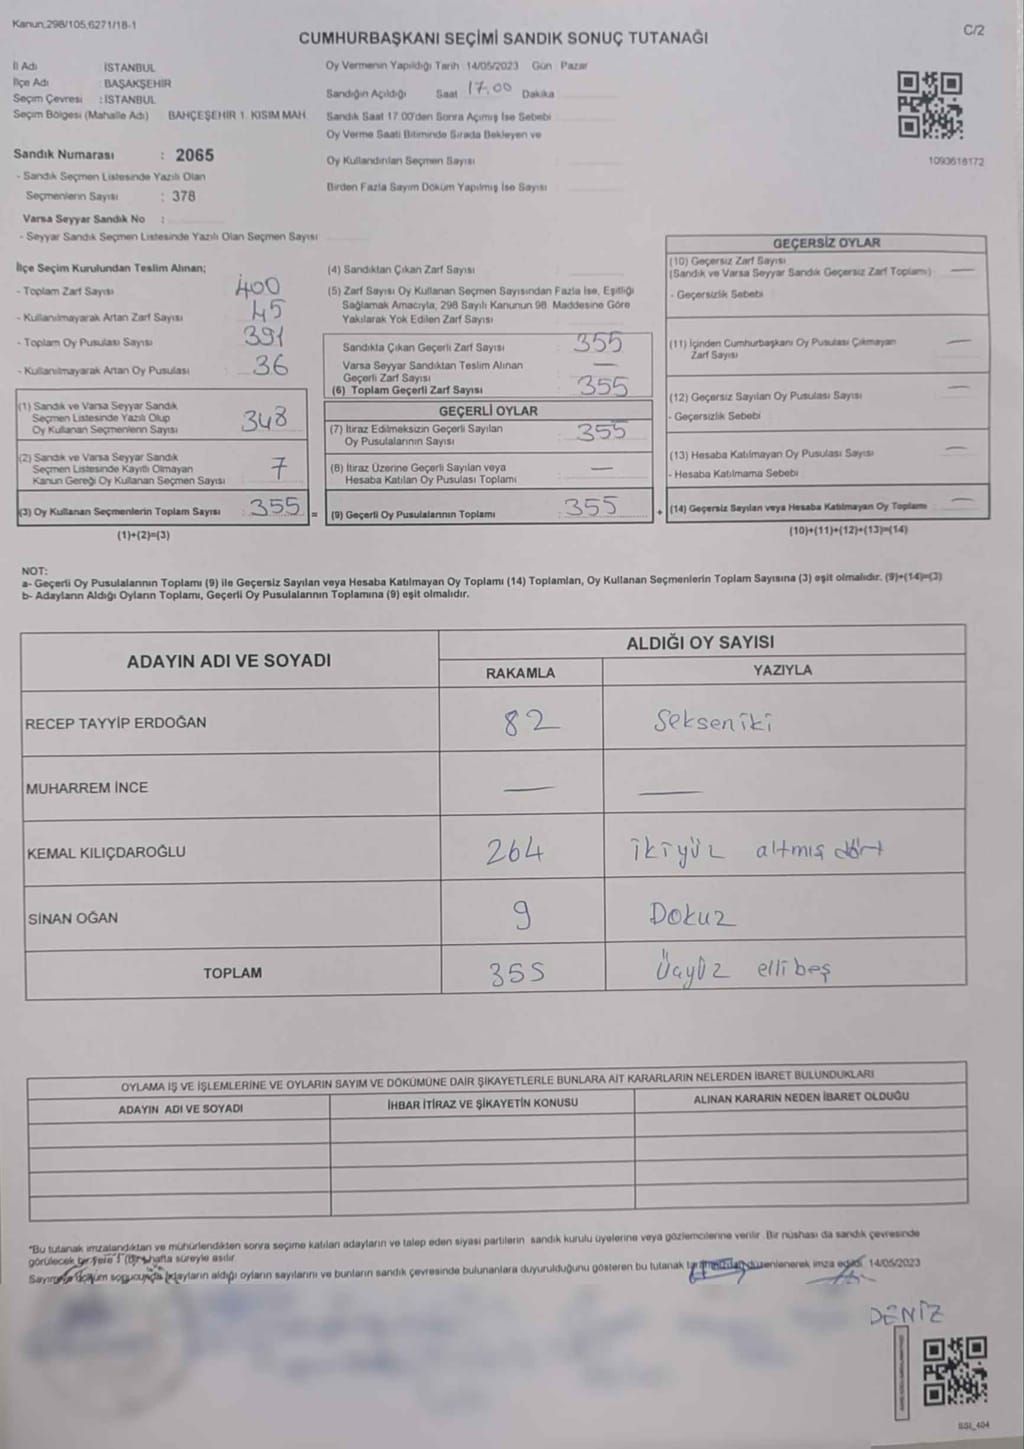 Kanun,298/105,6271/18-1
C/2
CUMHURBAŞKANI SEÇİMİ SANDIK SONUÇ TUTANAĞI
İl Adı : İSTANBUL
İlçe Adı : BAŞAKŞEHİR
Seçim Çevresi : İSTANBUL
Seçim Bölgesi (Mahalle Adı) BAHÇEŞEHİR 1. KISIM MAH.
Sandık Numarası : 2065
- Sandık Seçmen Listesinde Yazılı Olan
Seçmenlerin Sayısı : 378
Varsa Seyyar Sandık No :
- Seyyar Sandık Seçmen Listesinde Yazılı Olan Seçmen Sayısı
Oy Vermenin Yapıldığı Tarih :14/05/2023 Gün : Pazar
Sandığın Açıldığı Saat 17.00 Dakika
Sandık Saat 17.00'den Sonra Açımış İse Sebebi
Oy Verme Saati Bitiminde Sırada Bekleyen ve
Oy Kullandırılan Seçmen Sayısı
Birden Fazla Sayım Döküm Yapılmış İse Sayısı
1093618172
İlçe Seçim Kurulundan Teslim Alınan;
- Toplam Zarf Sayısı 400
- Kullanılmayarak Artan Zarf Sayısı 45
- Toplam Oy Pusulası Sayısı 391
- Kullanılmayarak Artan Oy Pusulası 36
(1) Sandık ve Varsa Seyyar Sandık
Seçmen Listesinde Yazılı Olup
Oy Kullanan Seçmenlerin Sayısı 348
(2) Sandık ve Varsa Seyyar Sandık
Seçmen Listesinde Kayıtlı Olmayan
Kanun Gereği Oy Kullanan Seçmen Sayısı 7
(3) Oy Kullanan Seçmenlerin Toplam Sayısı : 355 =
(1)+(2)=(3)
(4) Sandıktan Çıkan Zarf Sayısı
(5) Zarf Sayısı Oy Kullanan Seçmen Sayısından Fazla İse, Eşitliği
Sağlamak Amacıyla, 298 Sayılı Kanunun 98. Maddesine Göre
Yakılarak Yok Edilen Zarf Sayısı
Sandıkta Çıkan Geçerli Zarf Sayısı : 355
Varsa Seyyar Sandıktan Teslim Alınan
Geçerli Zarf Sayısı —
(6) Toplam Geçerli Zarf Sayısı : 355
GEÇERLİ OYLAR
(7) İtiraz Edilmeksizin Geçerli Sayılan
Oy Pusulalarının Sayısı : 355
(8) İtiraz Üzerine Geçerli Sayılan veya
Hesaba Katılan Oy Pusulası Toplamı —
(9) Geçerli Oy Pusulalarının Toplamı : 355 +
GEÇERSİZ OYLAR
(10) Geçersiz Zarf Sayısı
(Sandık ve Varsa Seyyar Sandık Geçersiz Zarf Toplamı) —
- Geçersizlik Sebebi
(11) İçinden Cumhurbaşkanı Oy Pusulası Çıkmayan
Zarf Sayısı —
(12) Geçersiz Sayılan Oy Pusulası Sayısı —
- Geçersizlik Sebebi
(13) Hesaba Katılmayan Oy Pusulası Sayısı —
- Hesaba Katılmama Sebebi
(14) Geçersiz Sayılan veya Hesaba Katılmayan Oy Toplamı —
(10)+(11)+(12)+(13)=(14)
NOT:
a- Geçerli Oy Pusulalarının Toplamı (9) ile Geçersiz Sayılan veya Hesaba Katılmayan Oy Toplamı (14) Toplamları, Oy Kullanan Seçmenlerin Toplam Sayısına (3) eşit olmalıdır. (9)+(14)=(3)
b- Adayların Aldığı Oyların Toplamı, Geçerli Oy Pusulalarının Toplamına (9) eşit olmalıdır.
ADAYIN ADI VE SOYADI
ALDIĞI OY SAYISI
RAKAMLA YAZIYLA
RECEP TAYYİP ERDOĞAN 82 Seksen iki
MUHARREM İNCE — —
KEMAL KILIÇDAROĞLU 264 ikiyüz altmış dört
SİNAN OĞAN 9 Dokuz
TOPLAM 355 Üçyüz elli beş
OYLAMA İŞ VE İŞLEMLERİNE VE OYLARIN SAYIM VE DÖKÜMÜNE DAİR ŞİKAYETLERLE BUNLARA AİT KARARLARIN NELERDEN İBARET BULUNDUKLARI
ADAYIN ADI VE SOYADI İHBAR İTİRAZ VE ŞİKAYETİN KONUSU ALINAN KARARIN NEDEN İBARET OLDUĞU
*Bu tutanak imzalandıktan ve mühürlendikten sonra seçime katılan adayların ve talep eden siyasi partilerin sandık kurulu üyelerine veya gözlemcilerine verilir. Bir nüshası da sandık çevresinde
görülecek bir yere 1 (Bir) hafta süreyle asılır.
Sayım ve döküm sonucunda adayların aldığı oyların sayılarını ve bunların sandık çevresinde bulunanlara duyurulduğunu gösteren bu tutanak tarafımızdan düzenlenerek imza edildi. 14/05/2023
DENİZ
SSI_404